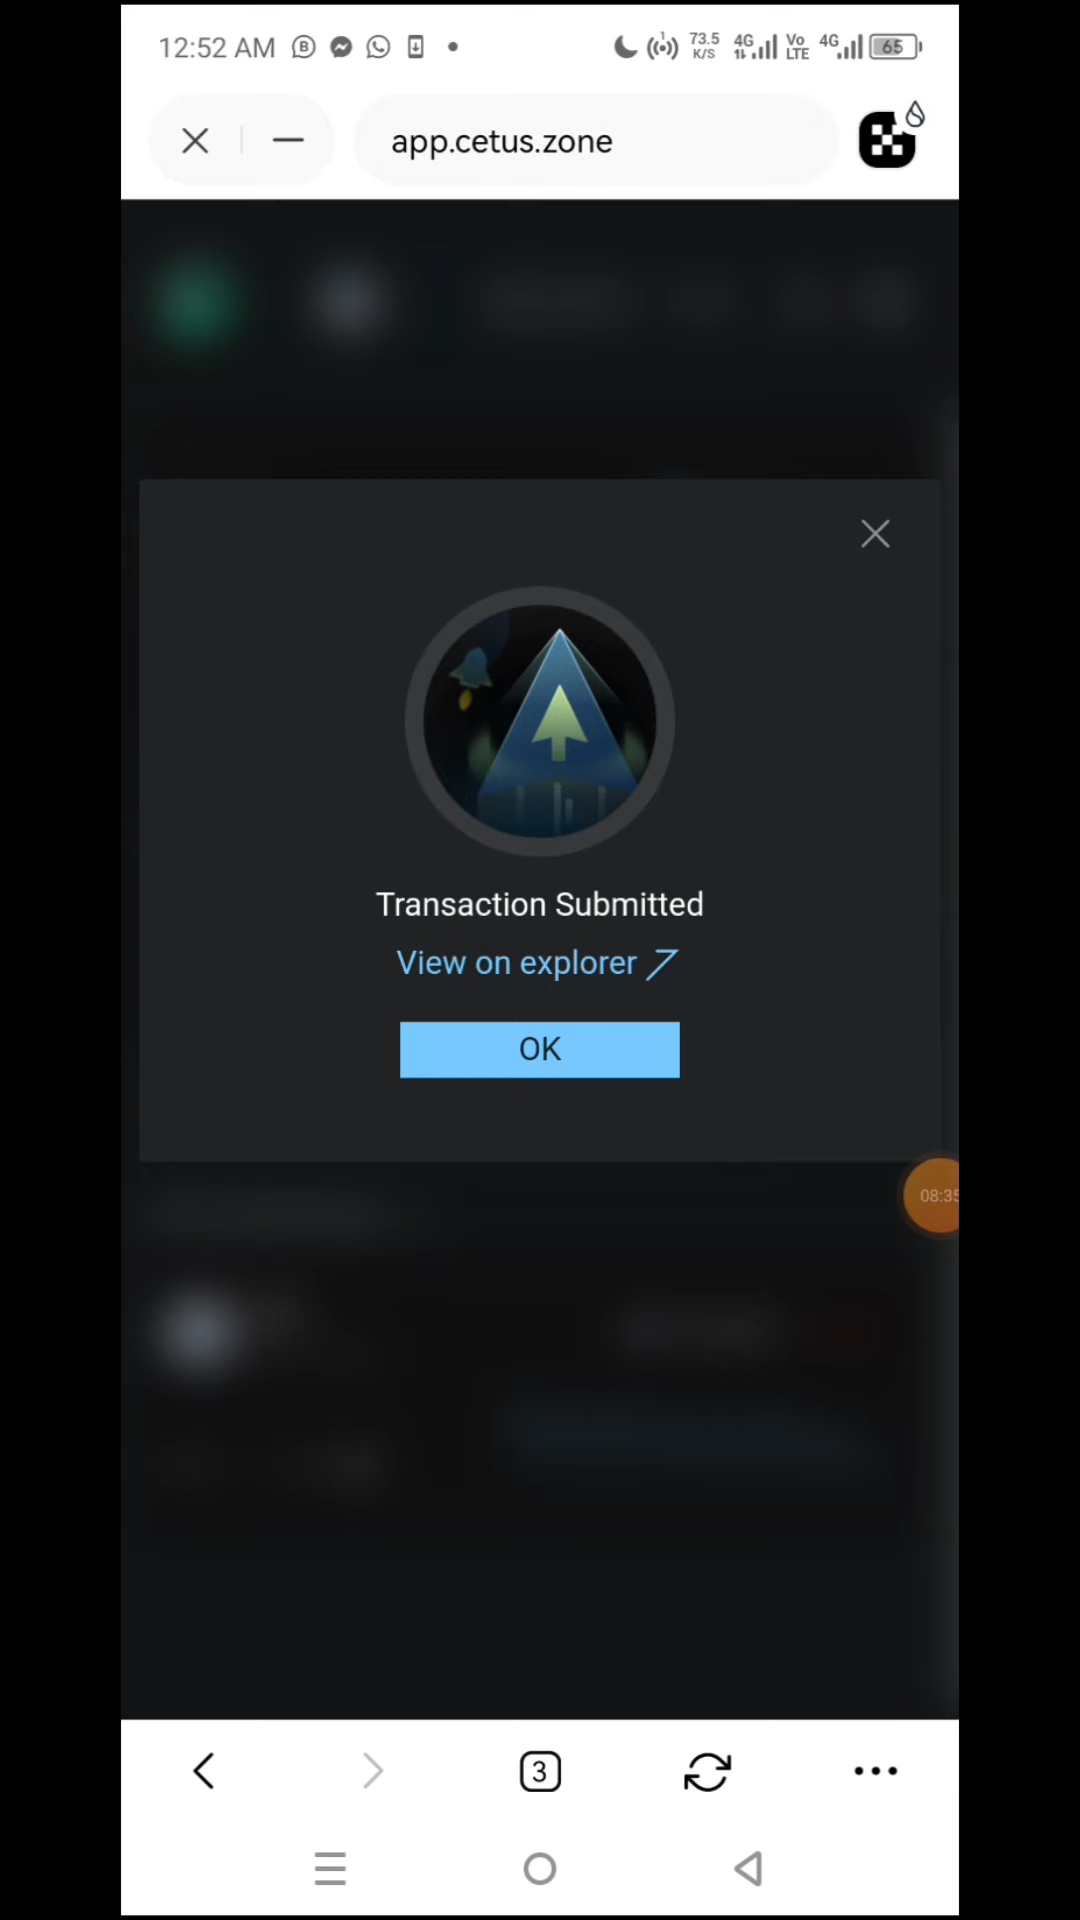 12:52 AM
73.5 K/S 4G Vo LTE 4G 65
app.cetus.zone
Transaction Submitted
View on explorer
OK
08:35
3